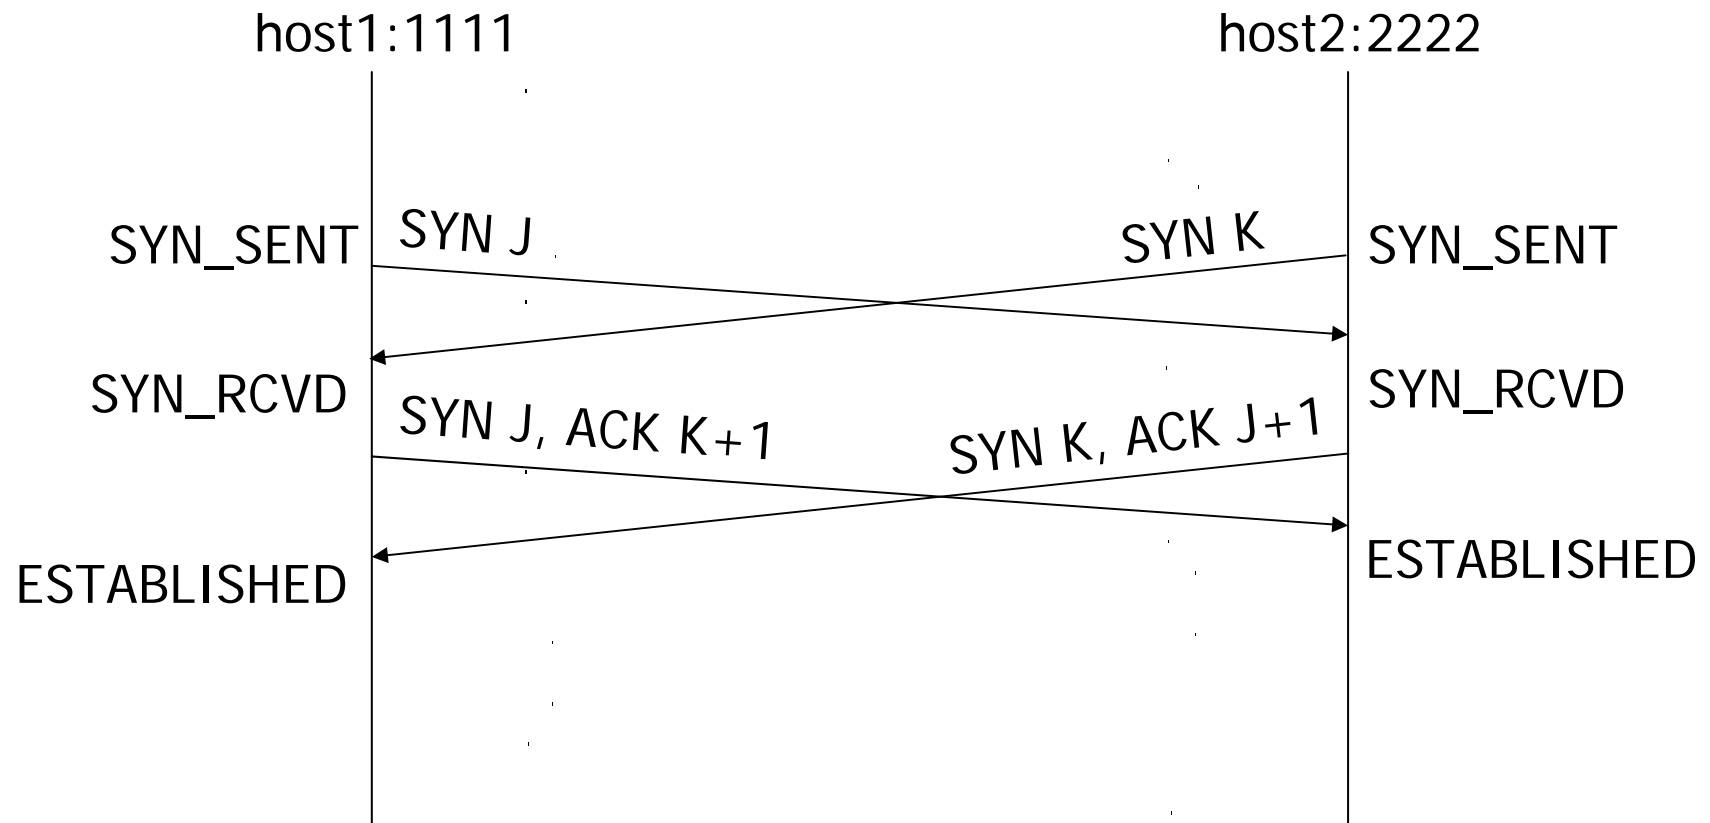 host1:1111
host2:2222
SYN_SENT
SYN J
SYN K
SYN_SENT
SYN_RCVD
SYN_RCVD
SYN J, ACK K+1
SYN K, ACK J+1
ESTABLISHED
ESTABLISHED